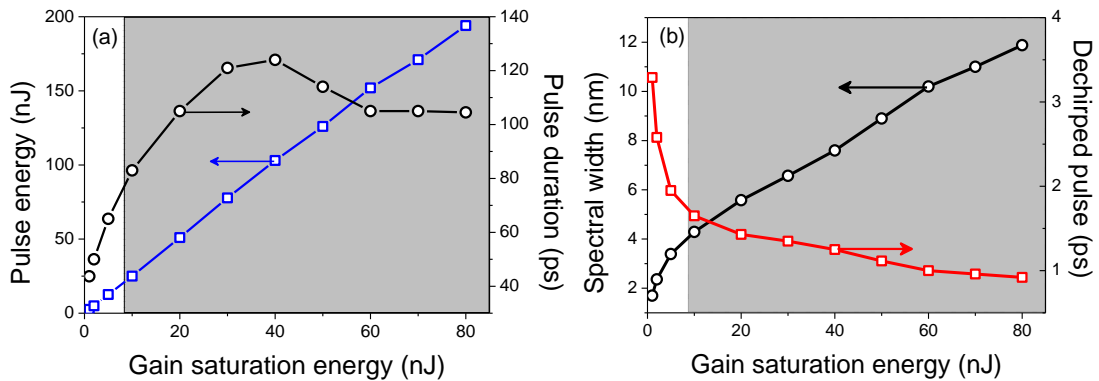 (a)
Pulse energy (nJ)
200
150
100
50
0
140
120
100
80
60
40
Pulse duration (ps)
0 20 40 60 80
Gain saturation energy (nJ)
(b)
Spectral width (nm)
12
10
8
6
4
2
4
3
2
1
Dechirped pulse (ps)
0 20 40 60 80
Gain saturation energy (nJ)